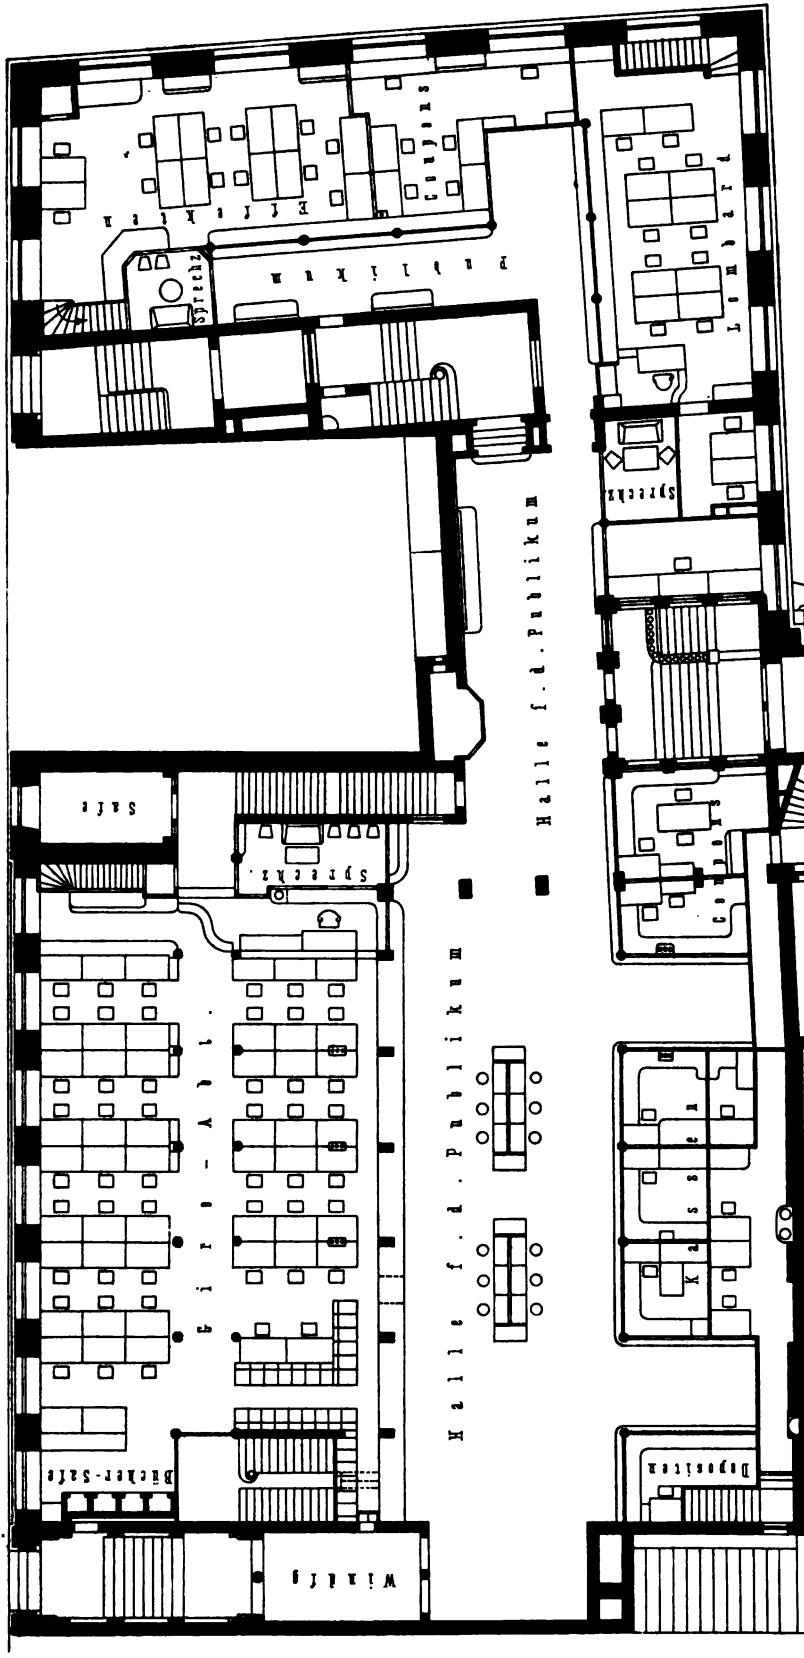 Effekten
Coupons
Lombard
Sprechz
Publikum
Sprechz.
Halle f. d. Publikum
Safe
Sprechz.
Coupons
Halle f. d. Publikum
Giro-Abt.
Kassen
Bücher-Safe
Depositen
Windfg